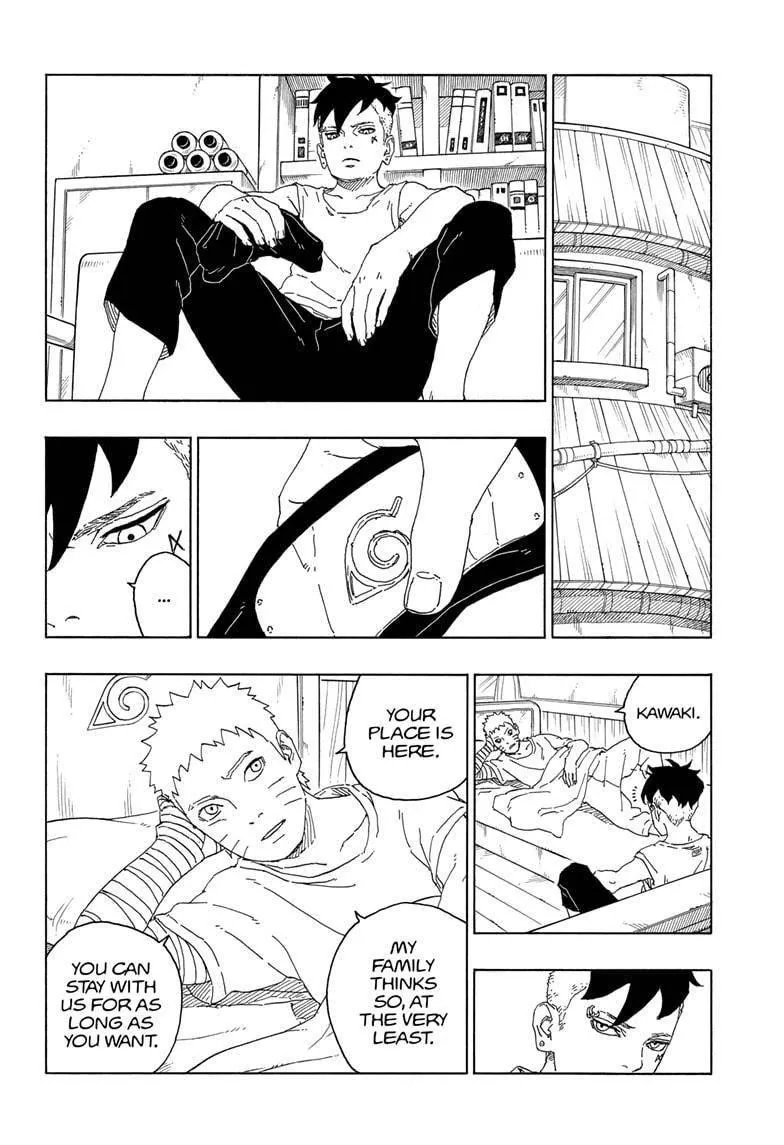 ...
KAWAKI.
YOUR
PLACE IS
HERE.
MY
FAMILY
THINKS
SO, AT
THE VERY
LEAST.
YOU CAN
STAY WITH
US FOR AS
LONG AS
YOU WANT.